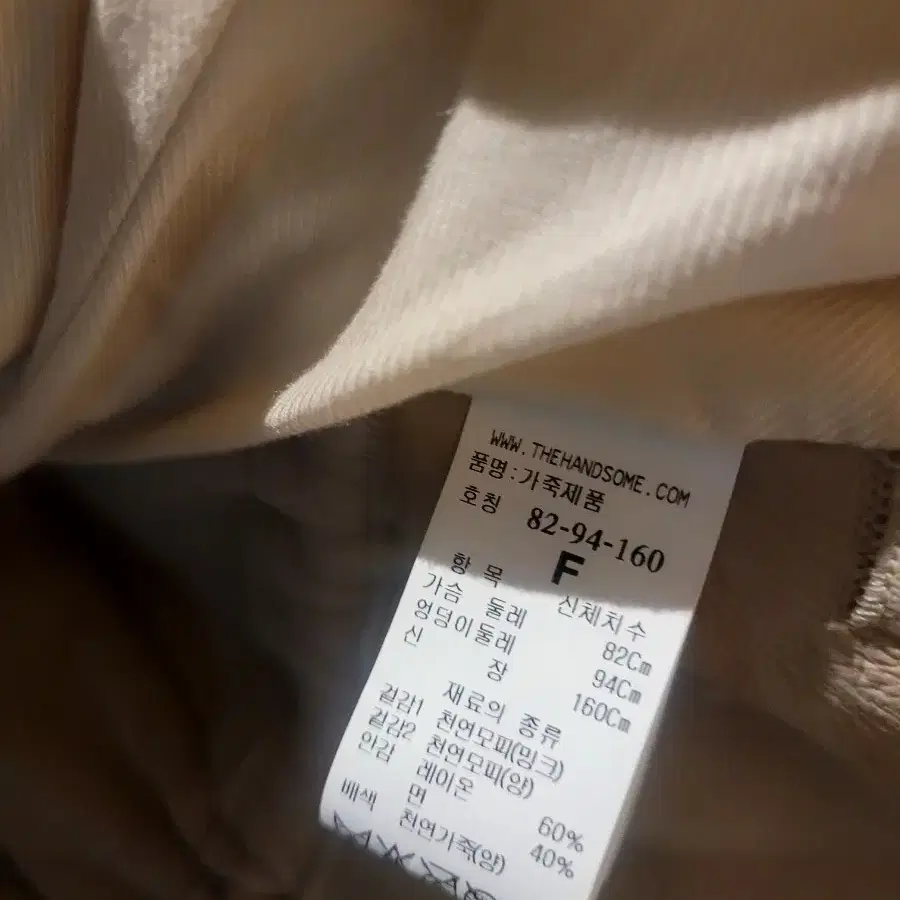 WWW.THEHANDSOME.COM
품명:가죽제품
호칭 82-94-160
F
항 목 신체치수
가슴 둘레 82Cm
엉덩이둘레 94Cm
신 장 160Cm
재료의 종류
겉감1 천연모피(밍크)
겉감2 천연모피(양)
안감 레이온 60%
면 40%
배색 천연가죽(양)